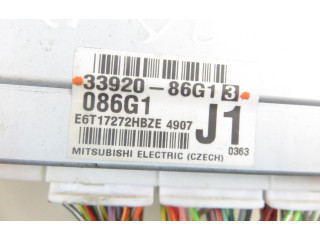 33920-86G1 3
086G1
E6T17272HBZE 4907 J1
0363
MITSUBISHI ELECTRIC (CZECH)